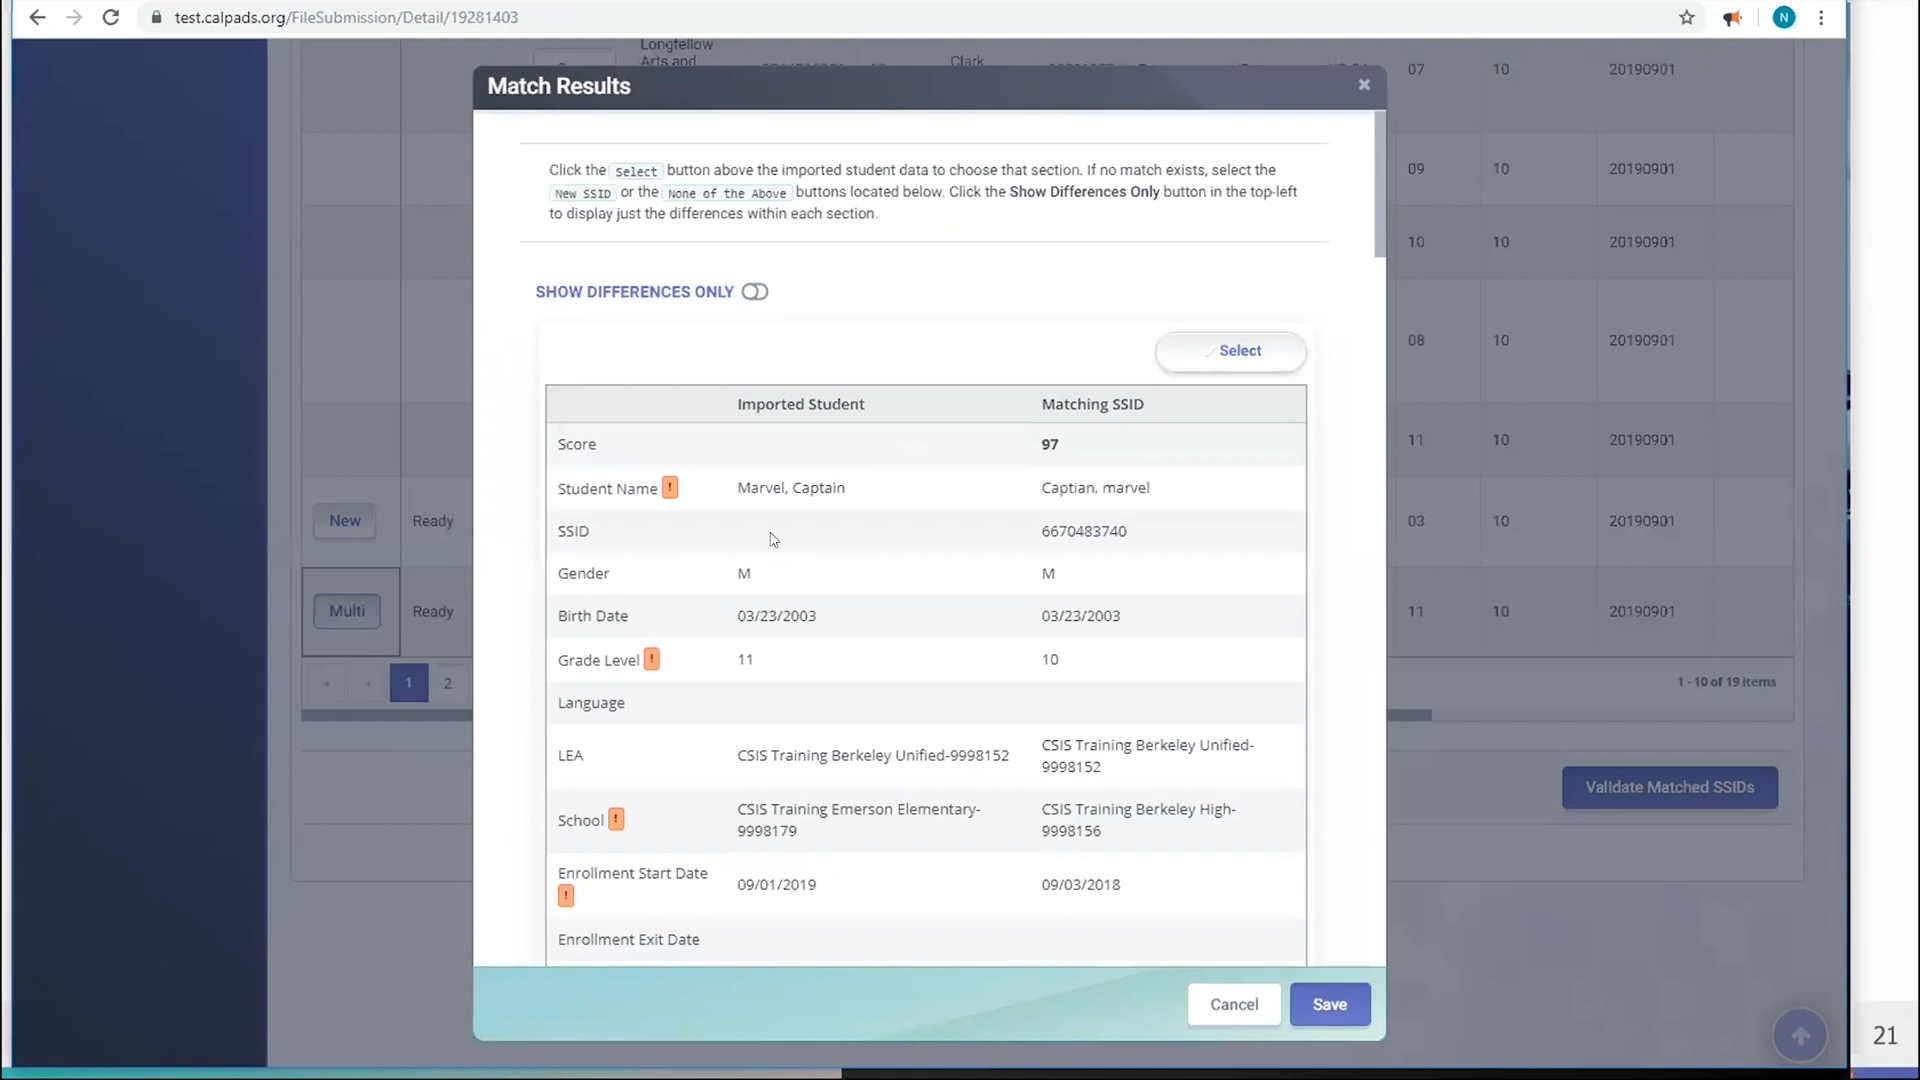 test.calpads.org/FileSubmission/Detail/19281403
N
Longfellow
Arts and
Clark
07 10 20190901
09 10 20190901
10 10 20190901
08 10 20190901
11 10 20190901
New Ready 03 10 20190901
Multi Ready 11 10 20190901
1 2
1 - 10 of 19 items
Validate Matched SSIDs
Match Results
×
Click the Select button above the imported student data to choose that section. If no match exists, select the
New SSID or the None of the Above buttons located below. Click the Show Differences Only button in the top-left
to display just the differences within each section.
SHOW DIFFERENCES ONLY
Select
Imported Student Matching SSID
Score 97
Student Name ! Marvel, Captain Captian, marvel
SSID 6670483740
Gender M M
Birth Date 03/23/2003 03/23/2003
Grade Level ! 11 10
Language
LEA CSIS Training Berkeley Unified-9998152 CSIS Training Berkeley Unified-
9998152
School ! CSIS Training Emerson Elementary- CSIS Training Berkeley High-
9998179 9998156
Enrollment Start Date 09/01/2019 09/03/2018
!
Enrollment Exit Date
Cancel Save
21